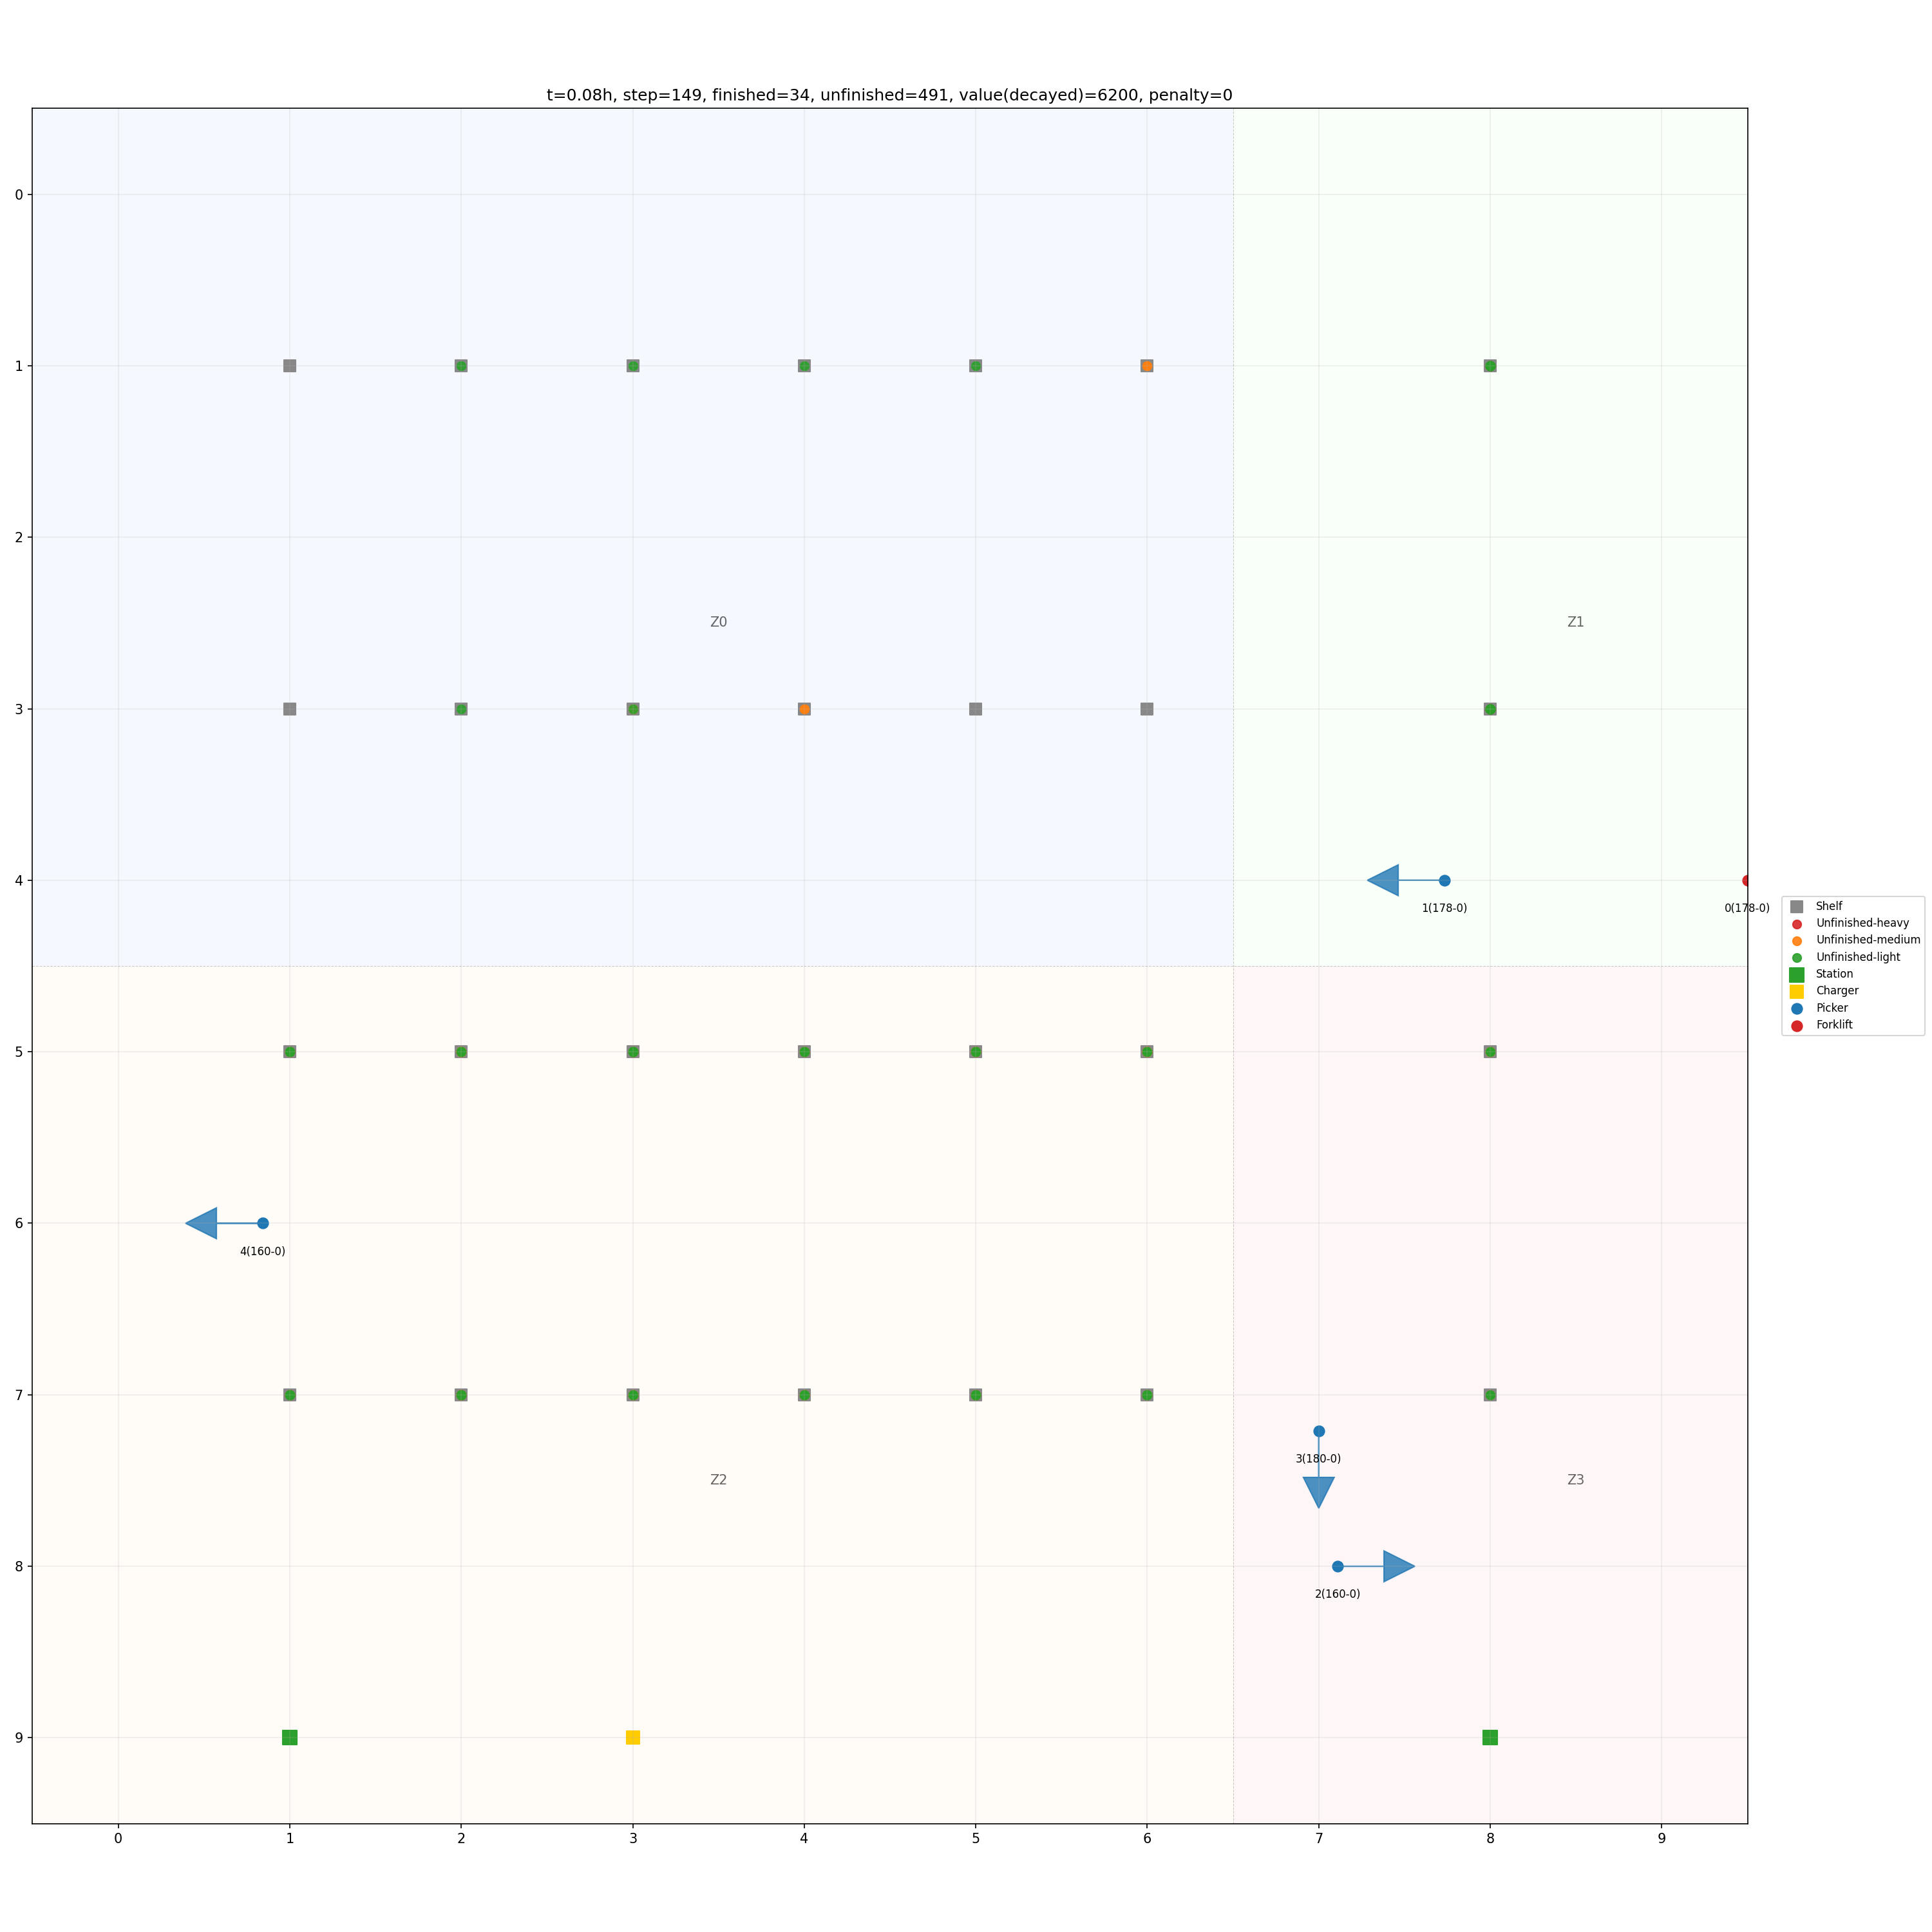 t=0.08h, step=149, finished=34, unfinished=491, value(decayed)=6200, penalty=0
0
1
2
Z0
Z1
3
4
1(178-0)
0(178-0)
Shelf
Unfinished-heavy
Unfinished-medium
Unfinished-light
Station
Charger
Picker
Forklift
5
6
4(160-0)
7
3(180-0)
Z2
Z3
8
2(160-0)
9
0 1 2 3 4 5 6 7 8 9